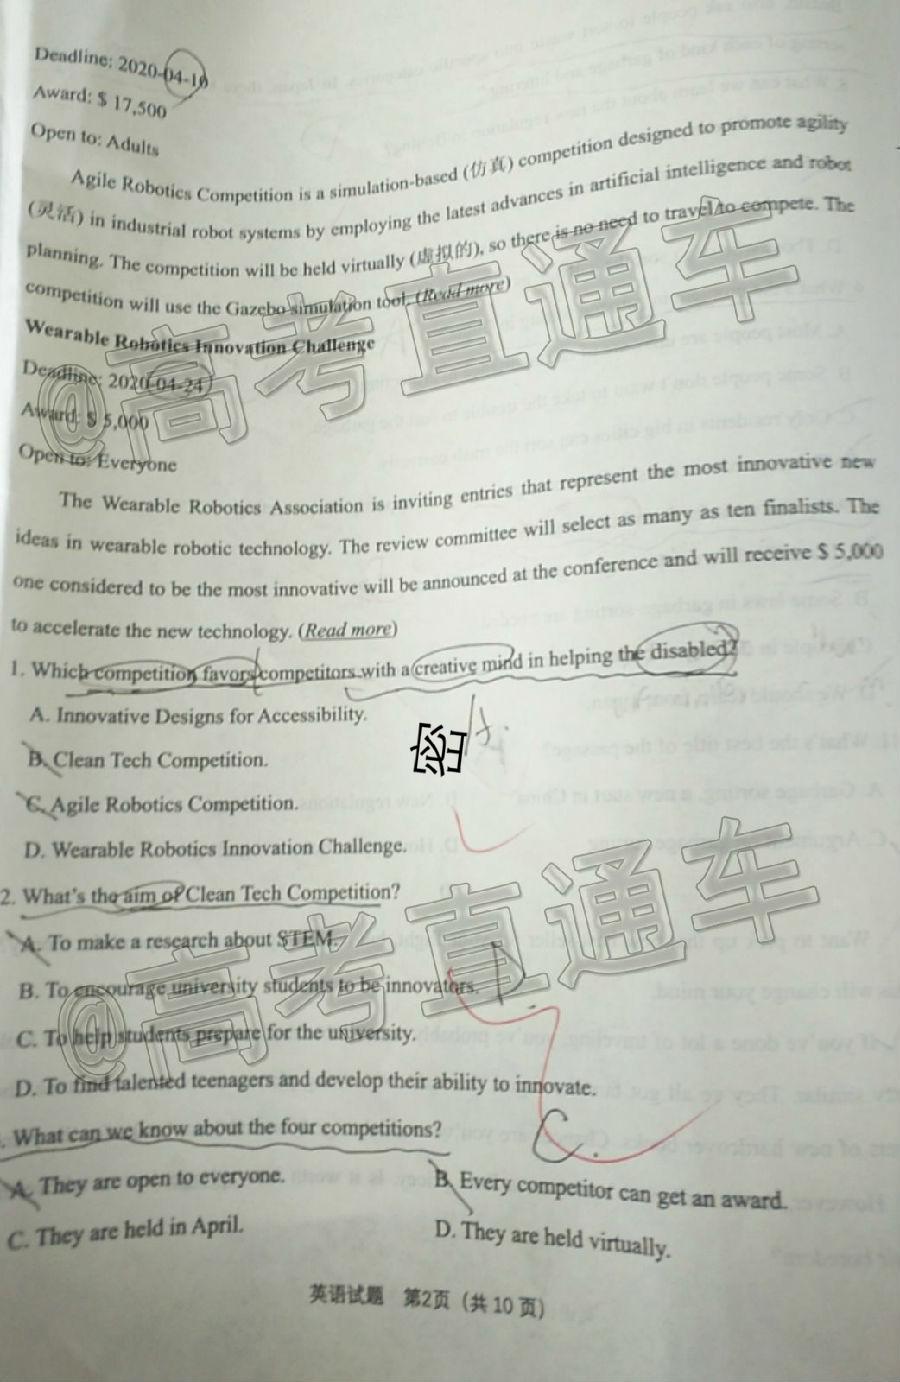 Deadline: 2020-04-16
Award: $ 17,500
Open to: Adults
Agile Robotics Competition is a simulation-based (仿真) competition designed to promote agility
(灵活) in industrial robot systems by employing the latest advances in artificial intelligence and robot
planning. The competition will be held virtually (虚拟的), so there is no need to travel to compete. The
competition will use the Gazebo simulation tool. (Read more)
Wearable Robotics Innovation Challenge
Deadline: 2020-04-24
Award: $ 5,000
Open to: Everyone
The Wearable Robotics Association is inviting entries that represent the most innovative new
ideas in wearable robotic technology. The review committee will select as many as ten finalists. The
one considered to be the most innovative will be announced at the conference and will receive $ 5,000
to accelerate the new technology. (Read more)
1. Which competition favors competitors with a creative mind in helping the disabled?
A. Innovative Designs for Accessibility.
B. Clean Tech Competition.
密
A.
C. Agile Robotics Competition.
D. Wearable Robotics Innovation Challenge.
2. What's the aim of Clean Tech Competition?
A. To make a research about STEM.
B. To encourage university students to be innovators.
D.
C. To help students prepare for the university.
D. To find talented teenagers and develop their ability to innovate.
. What can we know about the four competitions?
C.
A. They are open to everyone. B. Every competitor can get an award.
C. They are held in April. D. They are held virtually.
英语试题 第2页 (共 10 页)
@高考直通车
@高考直通车